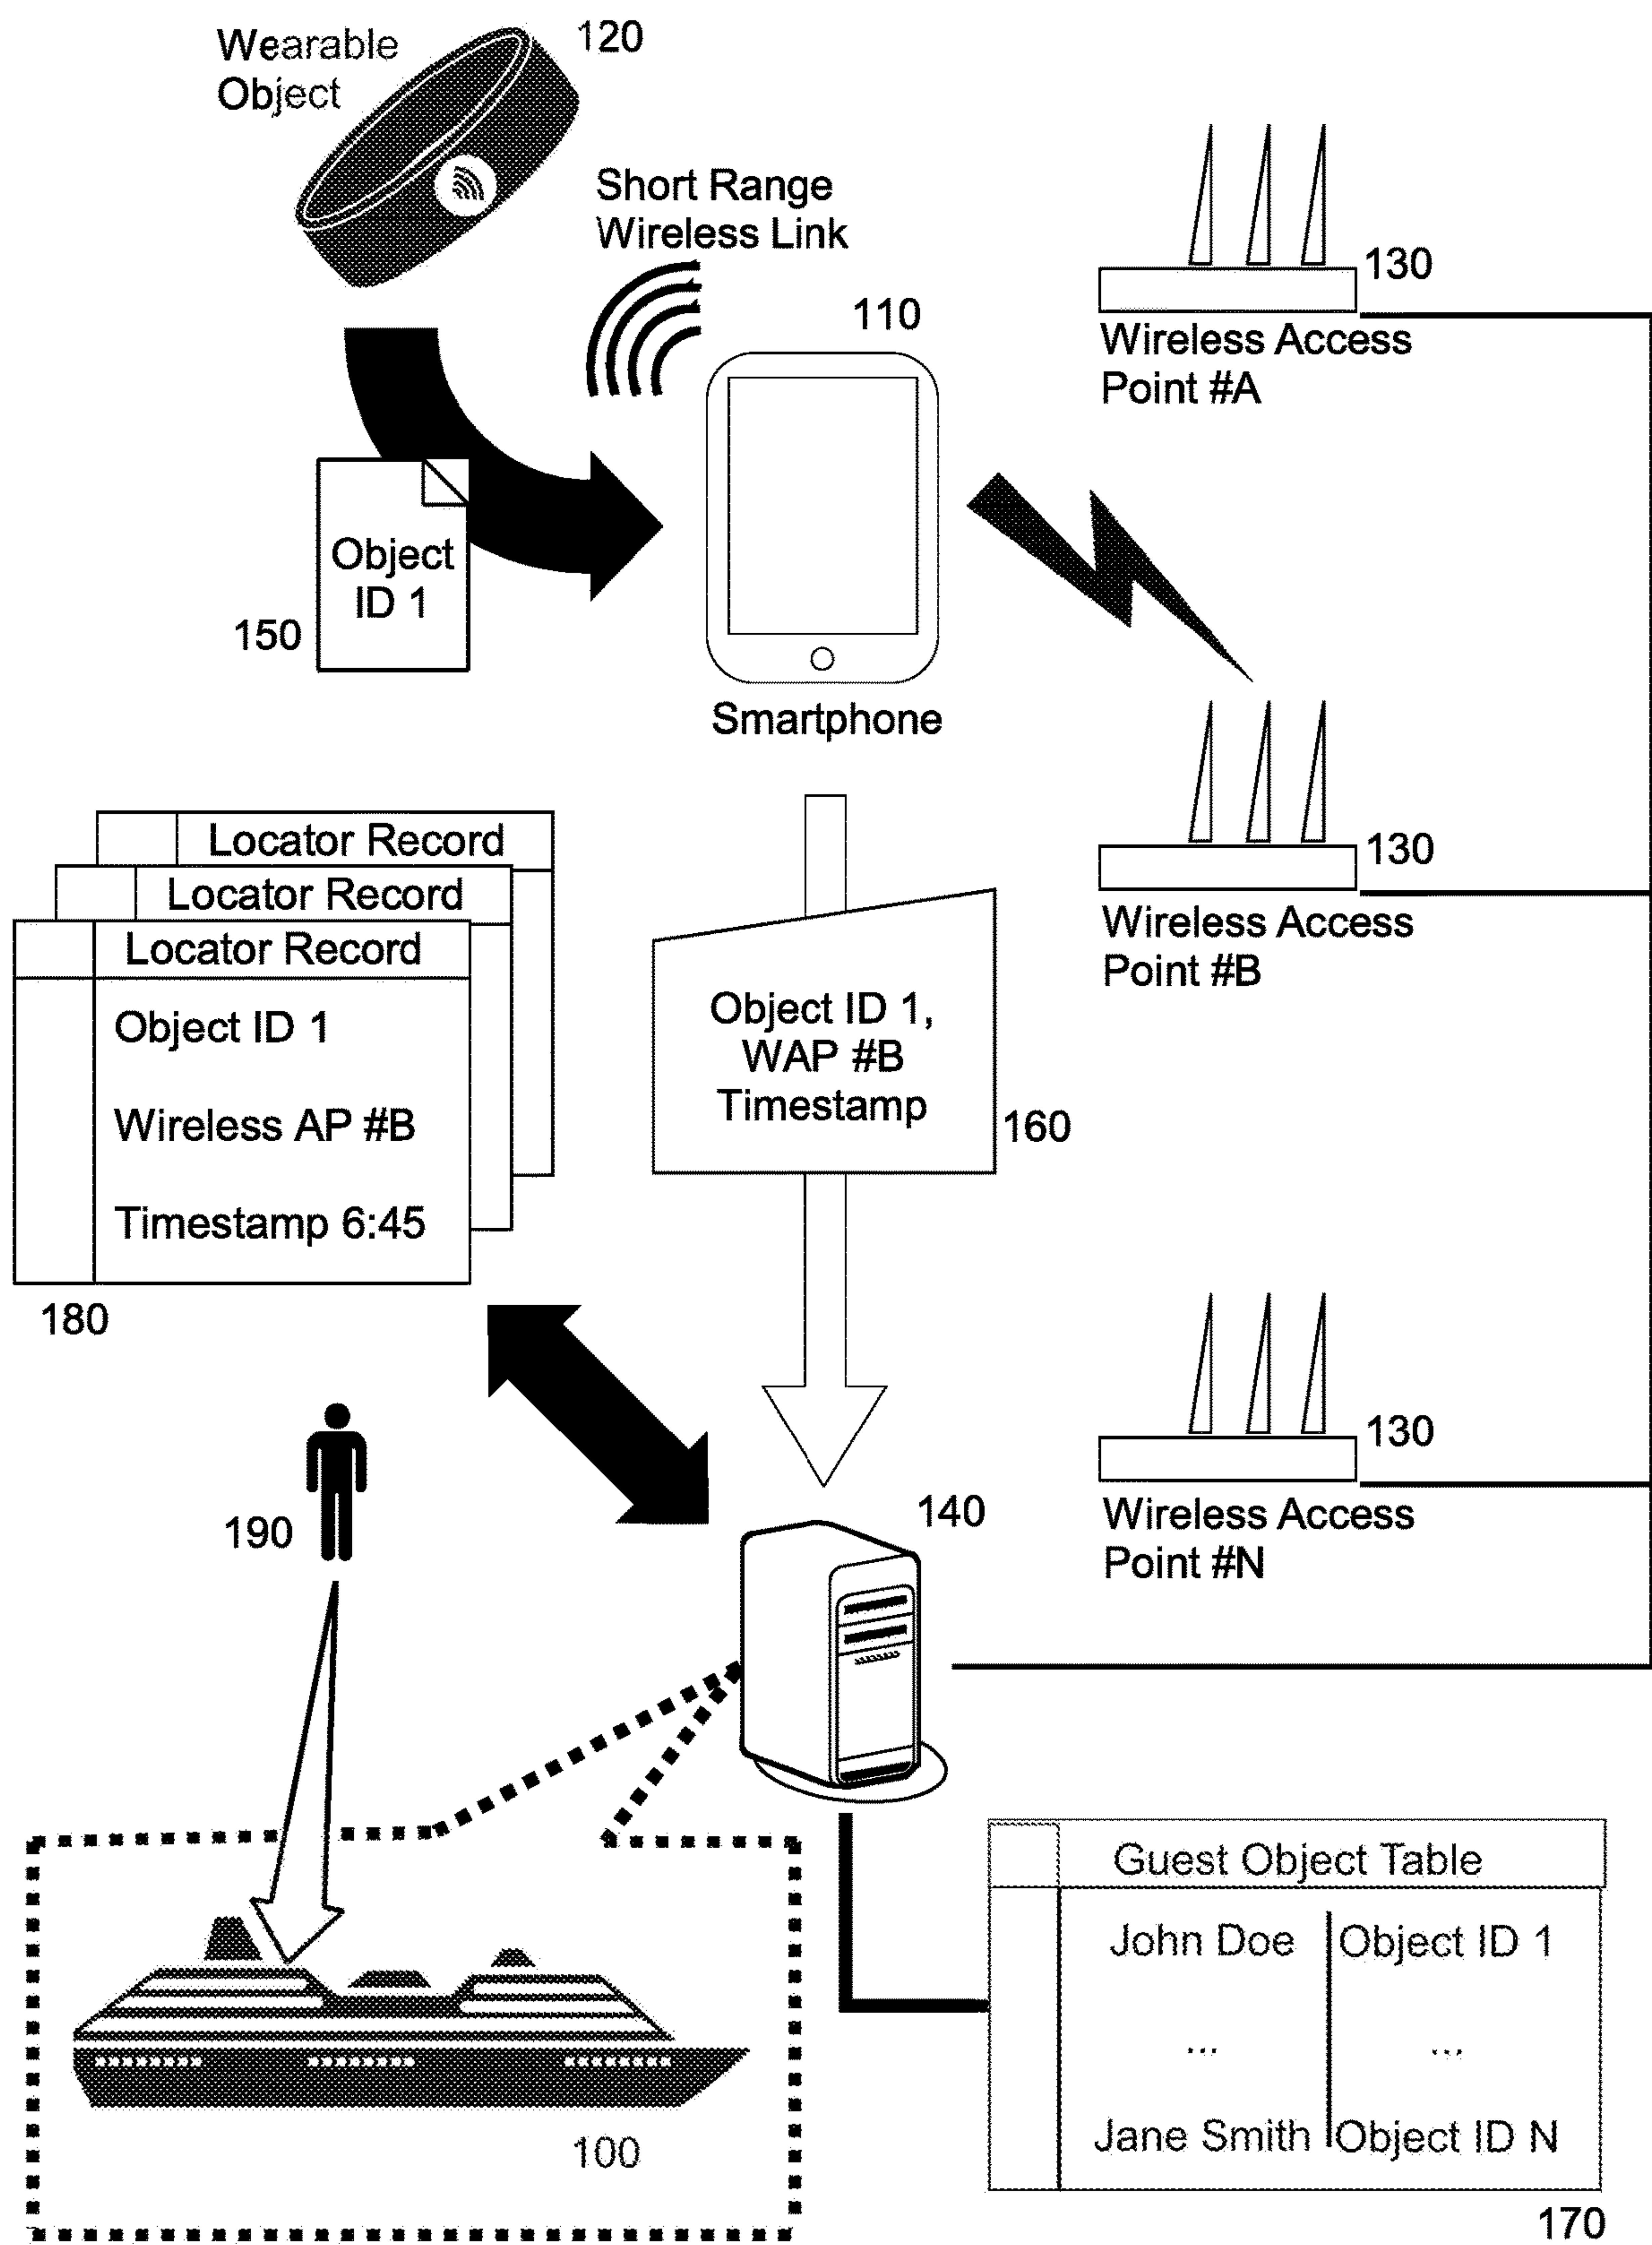 Wearable
Object
120
Short Range
Wireless Link
110
130
Wireless Access
Point #A
Object
ID 1
150
Smartphone
130
Wireless Access
Point #B
Locator Record
Locator Record
Locator Record
Object ID 1
Wireless AP #B
Timestamp 6:45
180
Object ID 1,
WAP #B
Timestamp
160
130
Wireless Access
Point #N
190
140
100
Guest Object Table
John Doe
Object ID 1
...
...
Jane Smith
Object ID N
170